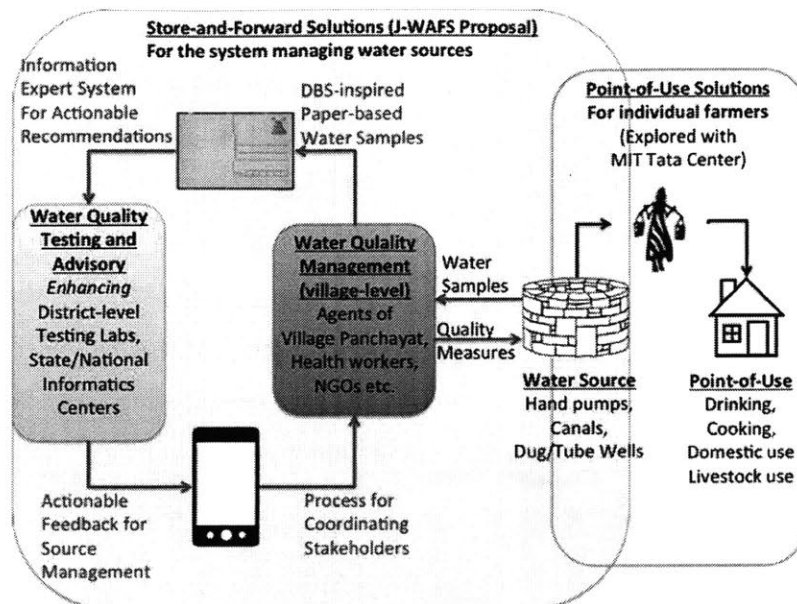 Store-and-Forward Solutions (J-WAFS Proposal)
For the system managing water sources
Information
Expert System
For Actionable
Recommendations
DBS-inspired
Paper-based
Water Samples
Point-of-Use Solutions
For individual farmers
(Explored with
MIT Tata Center)
Water Quality
Testing and
Advisory
Enhancing
District-level
Testing Labs,
State/National
Informatics
Centers
Water Qulality
Management
(village-level)
Agents of
Village Panchayat,
Health workers,
NGOs etc.
Water
Samples
Quality
Measures
Water Source
Hand pumps,
Canals,
Dug/Tube Wells
Point-of-Use
Drinking,
Cooking,
Domestic use
Livestock use
Actionable
Feedback for
Source
Management
Process for
Coordinating
Stakeholders